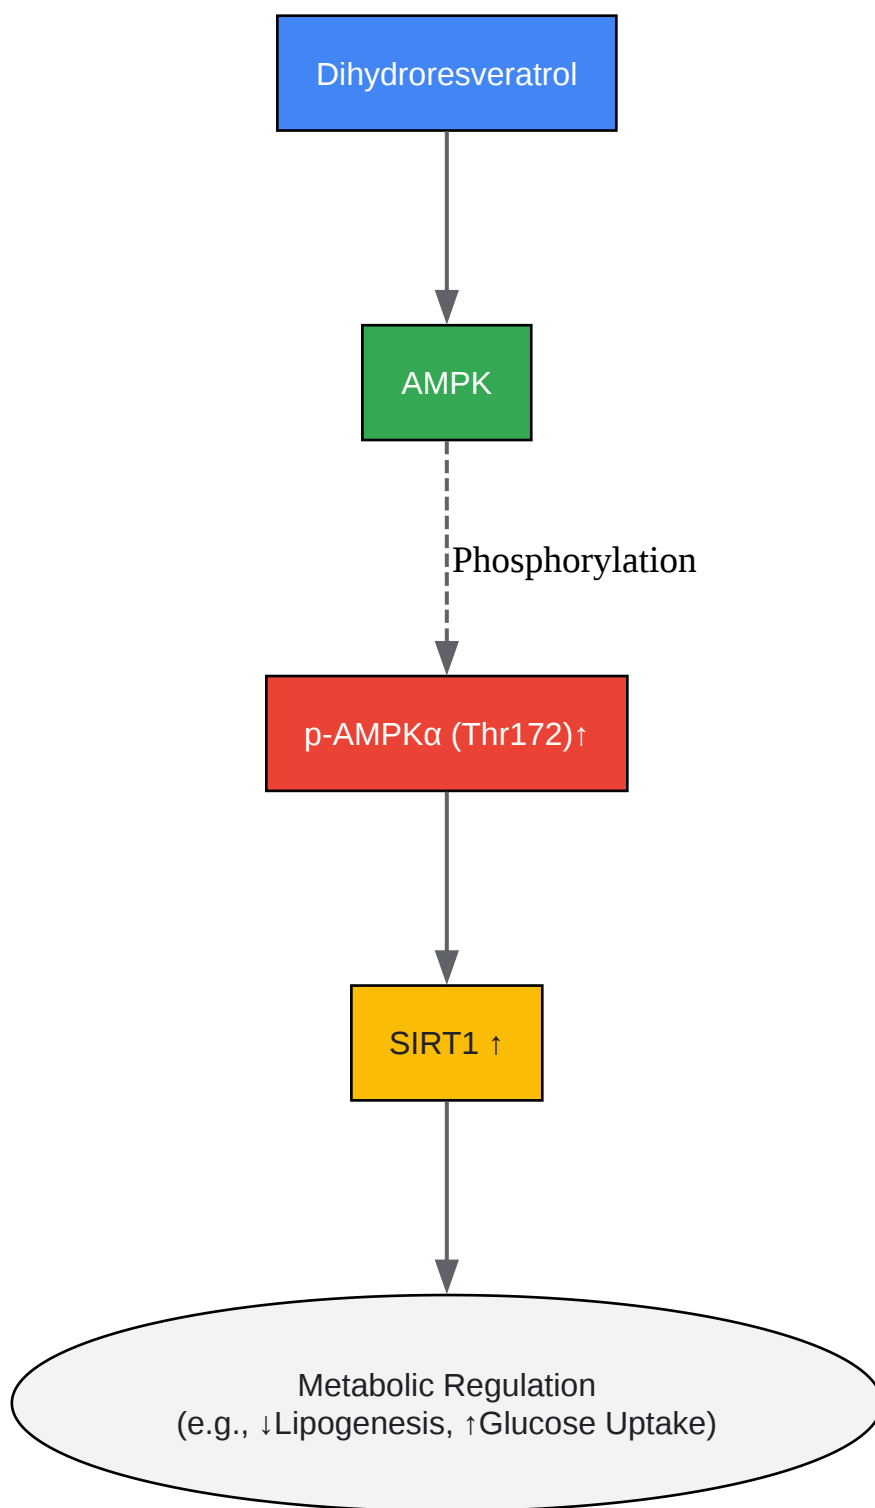 Dihydroresveratrol
AMPK
Phosphorylation
p-AMPKα (Thr172)↑
SIRT1 ↑
Metabolic Regulation
(e.g., ↓Lipogenesis, ↑Glucose Uptake)